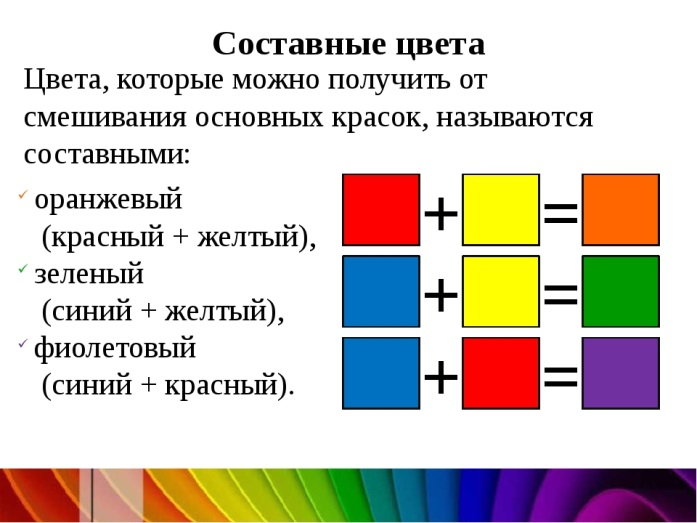 Составные цвета
Цвета, которые можно получить от
смешивания основных красок, называются
составными:
оранжевый
(красный + желтый),
зеленый
(синий + желтый),
фиолетовый
(синий + красный).
+ =
+ =
+ =